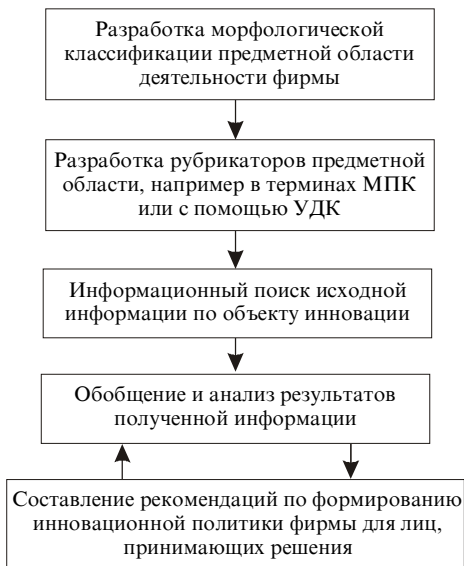 Разработка морфологической
классификации предметной области
деятельности фирмы
Разработка рубрикаторов предметной
области, например в терминах МПК
или с помощью УДК
Информационный поиск исходной
информации по объекту инновации
Обобщение и анализ результатов
полученной информации
Составление рекомендаций по формированию
инновационной политики фирмы для лиц,
принимающих решения